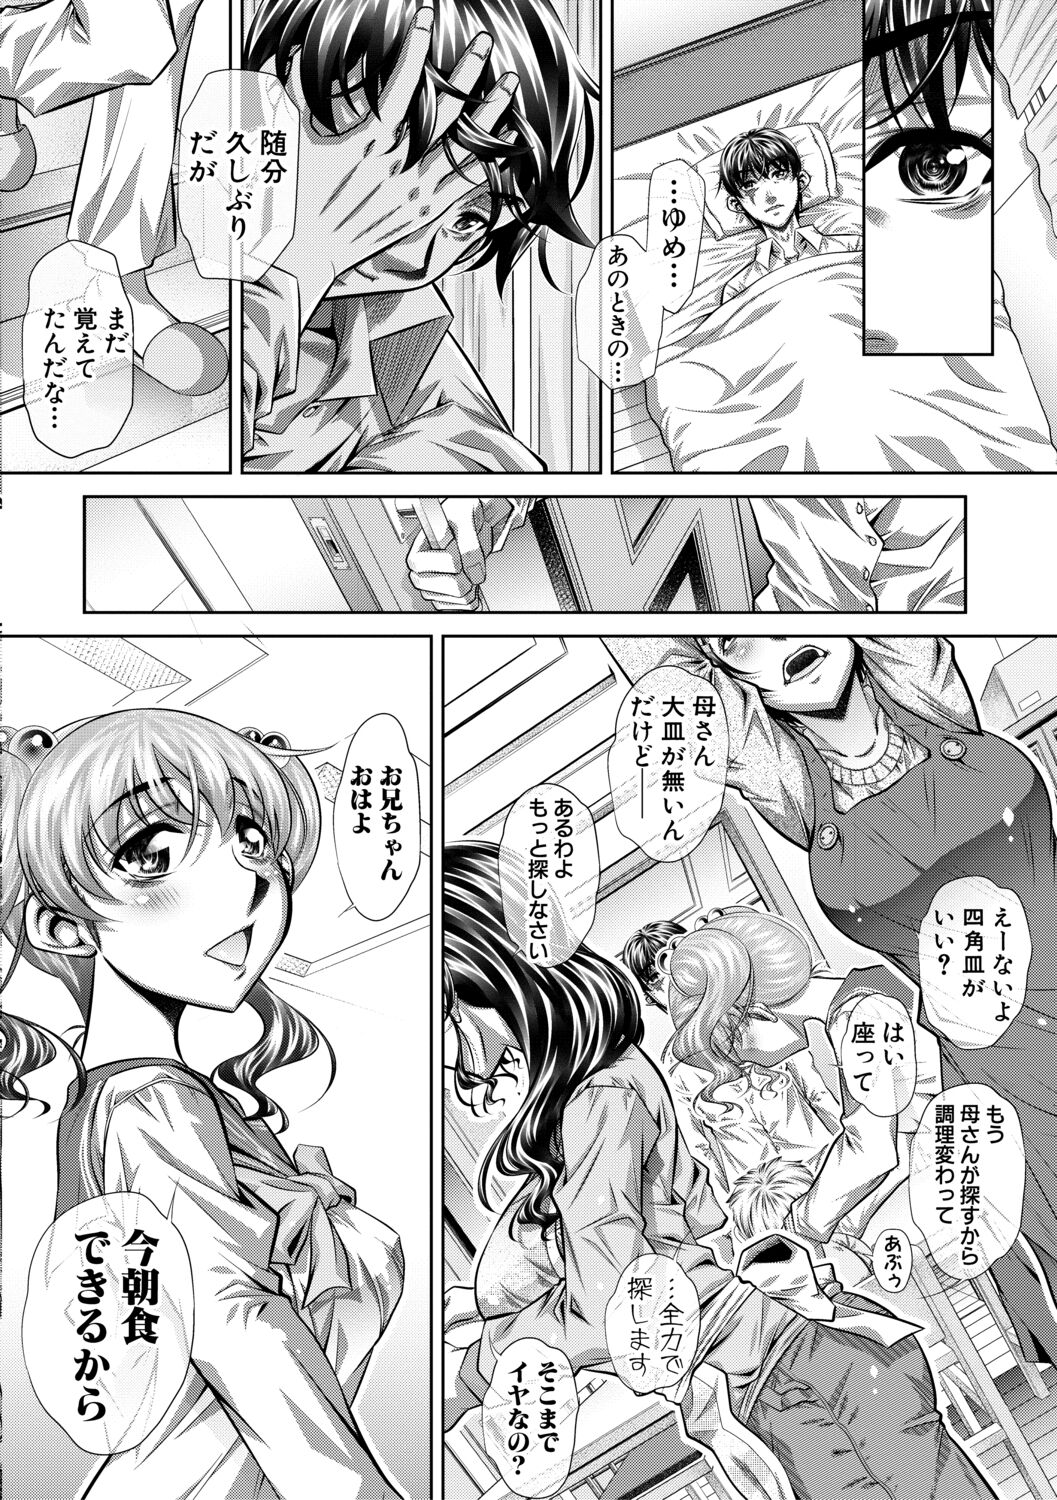 …ゆめ…
あのときの…
随分
久しぶり
だが
まだ
覚えて
たんだな…
母さん
大皿が無いん
だけど―
あるわよ
もっと探しなさい
えーないよ
四角皿が
いい？
はい
座って
もう
母さんが探すから
調理変わって
あぶぅ
…全力で
探します
そこまで
イヤなの？
お兄ちゃん
おはよ
今朝食
できるから